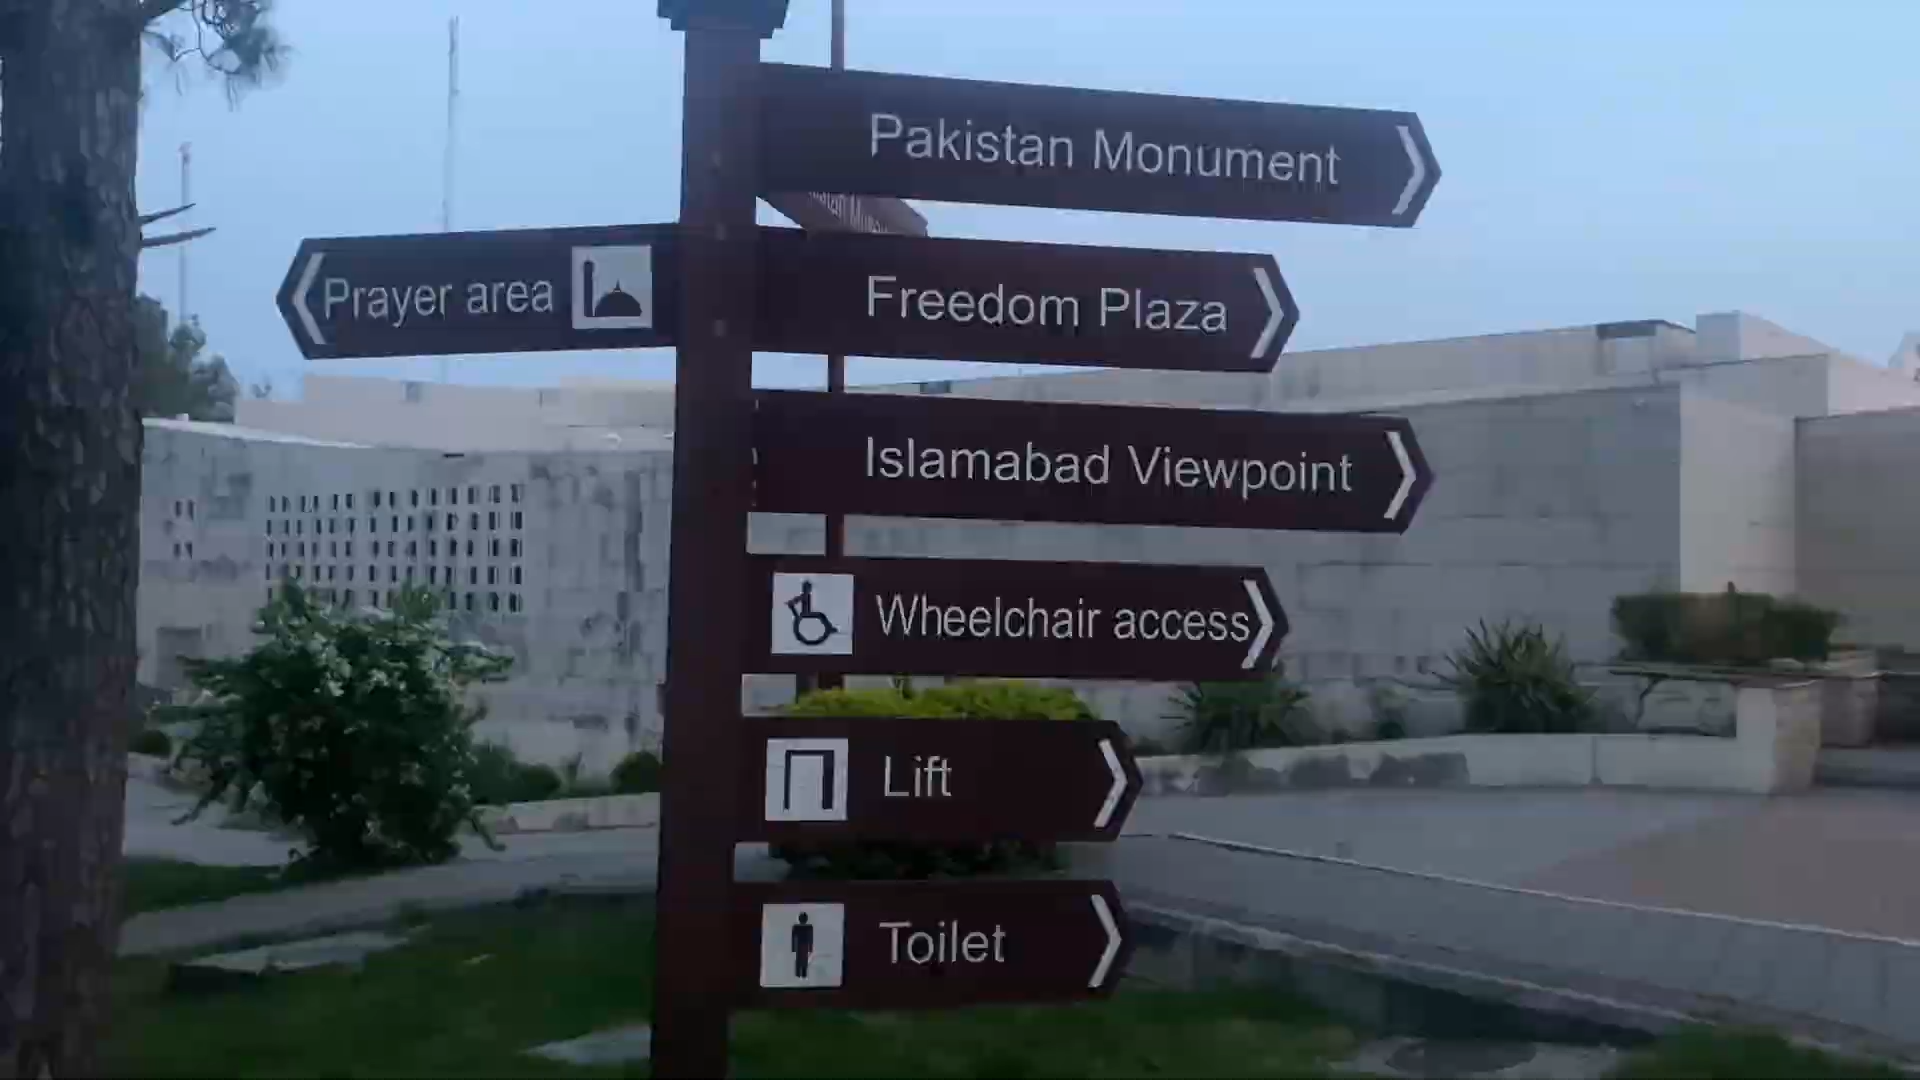 Pakistan Monument
Prayer area
Freedom Plaza
Islamabad Viewpoint
Wheelchair access
Lift
Toilet